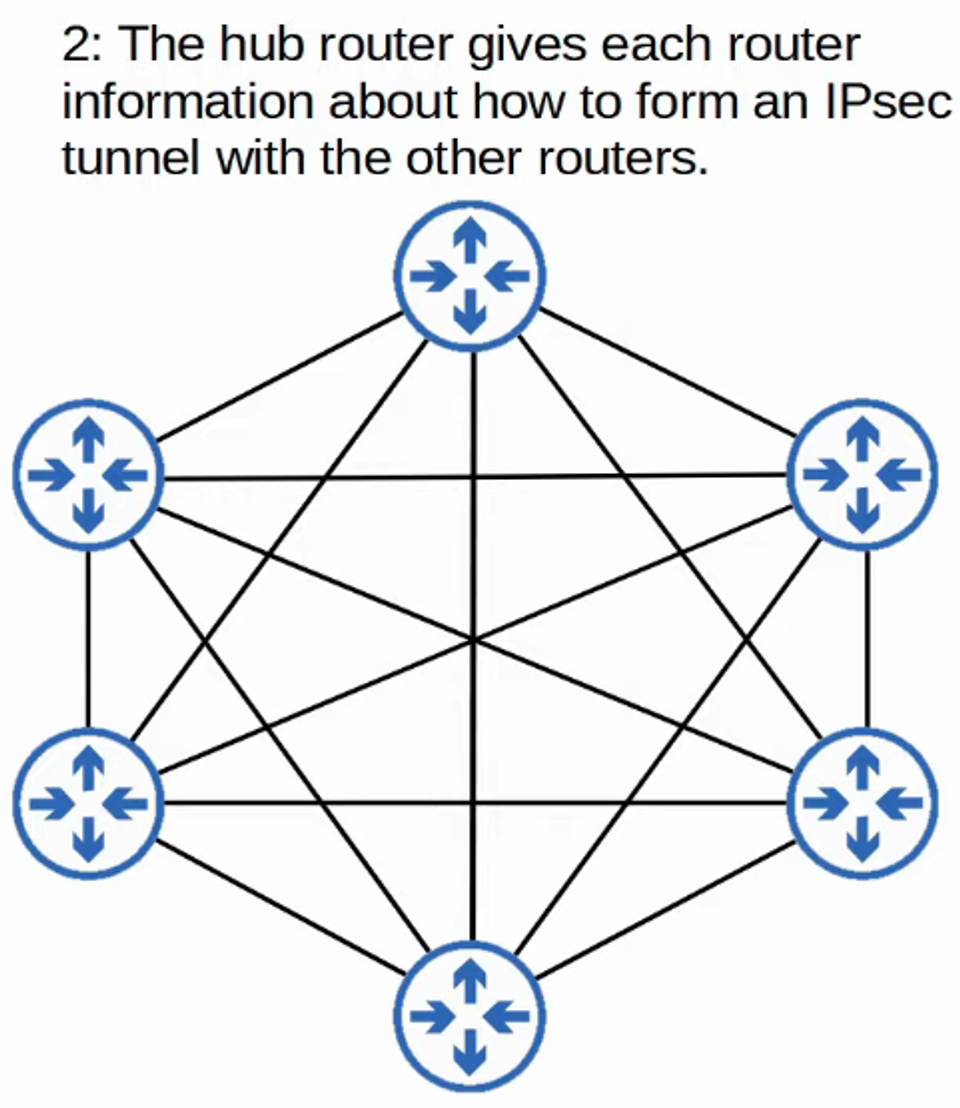 2: The hub router gives each router
information about how to form an IPsec
tunnel with the other routers.